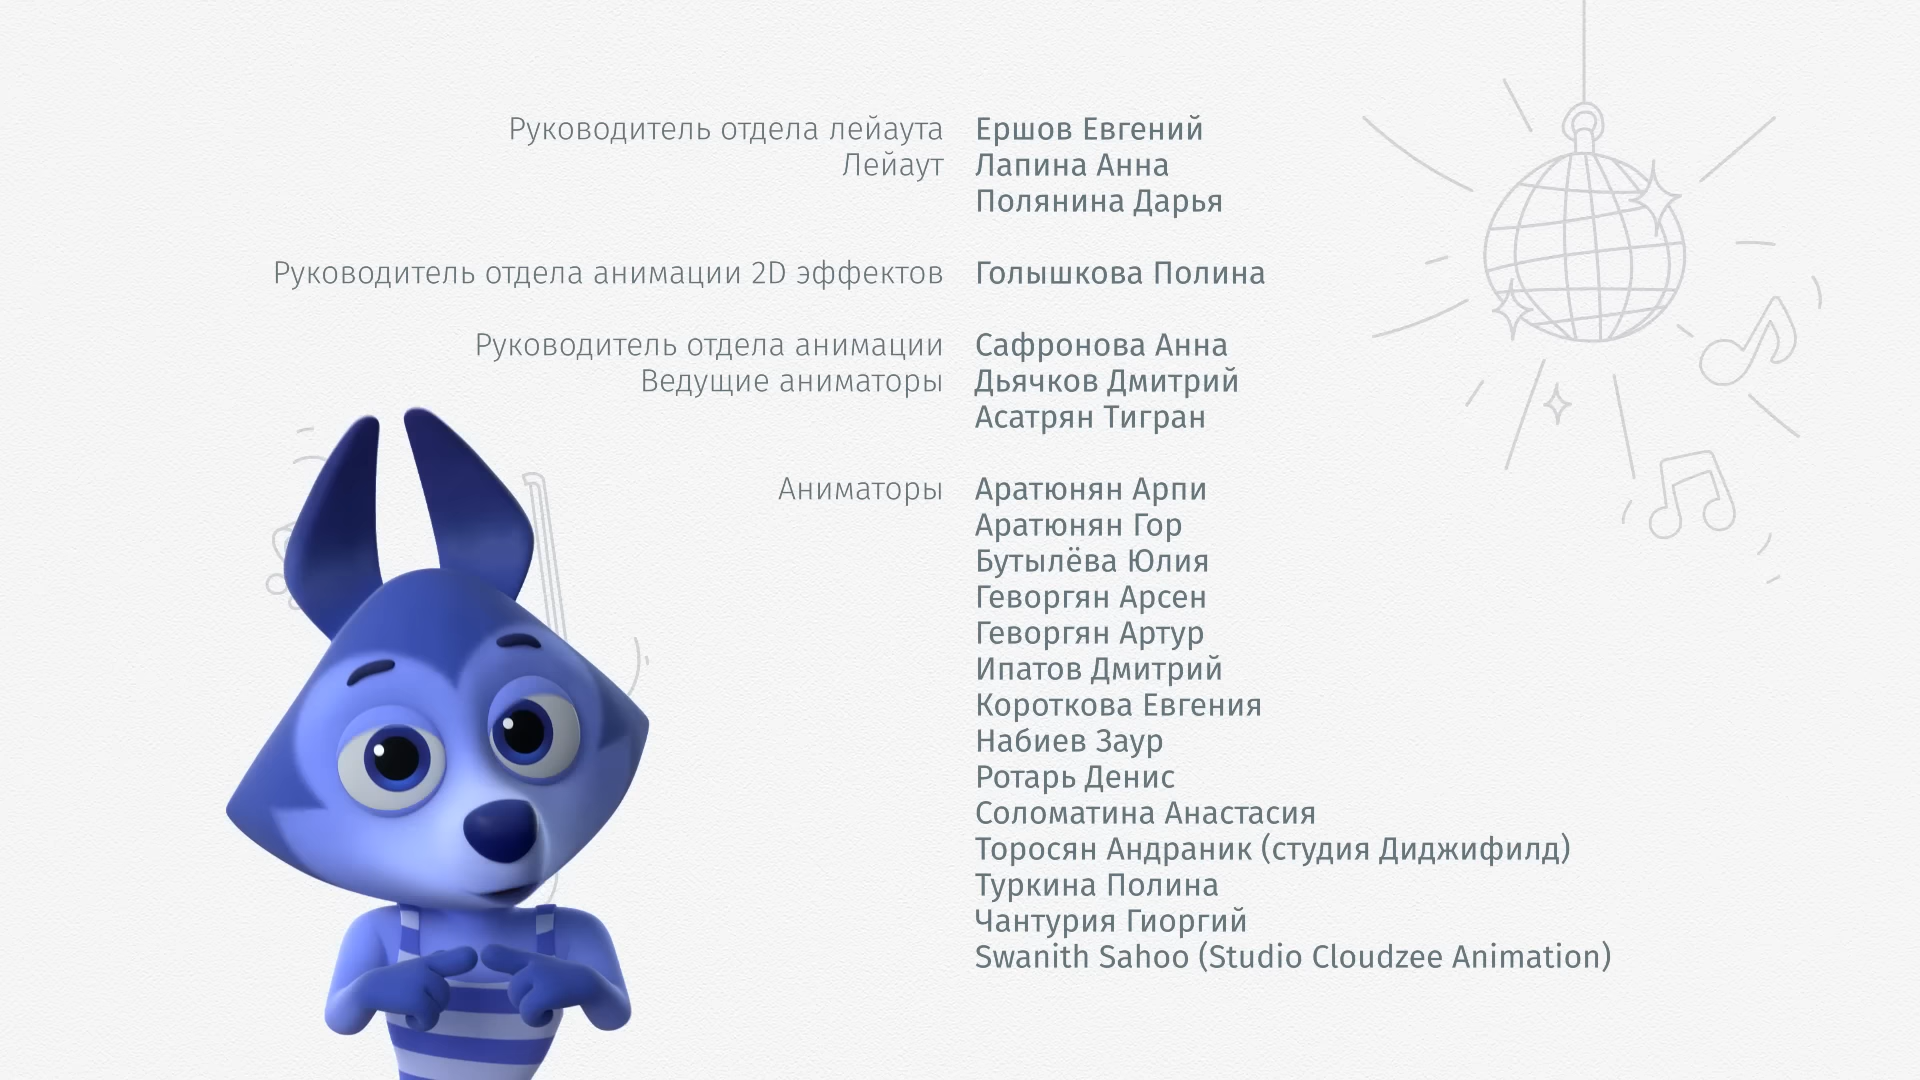 Руководитель отдела лейаута Ершов Евгений
Лейаут Лапина Анна
Полянина Дарья
Руководитель отдела анимации 2D эффектов Голышкова Полина
Руководитель отдела анимации Сафронова Анна
Ведущие аниматоры Дьячков Дмитрий
Асатрян Тигран
Аниматоры Аратюнян Арпи
Аратюнян Гор
Бутылёва Юлия
Геворгян Арсен
Геворгян Артур
Ипатов Дмитрий
Короткова Евгения
Набиев Заур
Ротарь Денис
Соломатина Анастасия
Торосян Андраник (студия Диджифилд)
Туркина Полина
Чантурия Гиоргий
Swanith Sahoo (Studio Cloudzee Animation)